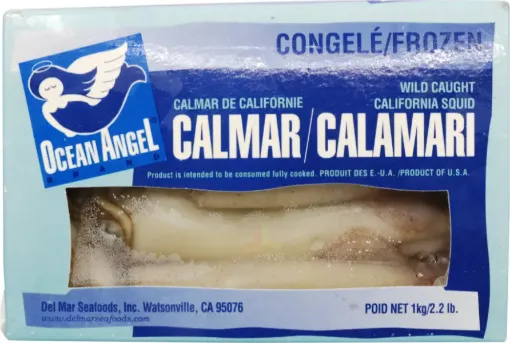 CONGELÉ/FROZEN
WILD CAUGHT
CALMAR DE CALIFORNIE CALIFORNIA SQUID
CALMAR/CALAMARI
OCEAN ANGEL
BRAND
Product is intended to be consumed fully cooked. PRODUIT DES E.-U.A. /PRODUCT OF U.S.A.
Del Mar Seafoods, Inc. Watsonville, CA 95076
www.delmarseafoods.com
POID NET 1kg/2.2 lb.